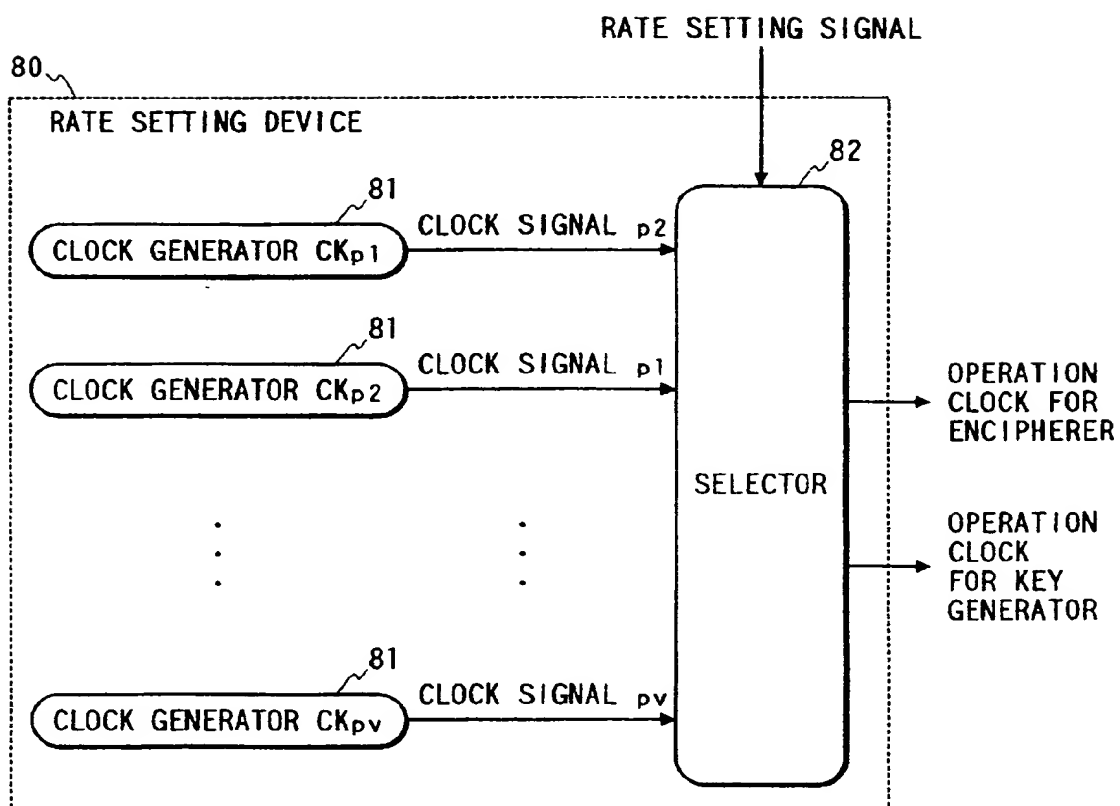 RATE SETTING SIGNAL
80
RATE SETTING DEVICE
82
81
CLOCK GENERATOR CKp1
CLOCK SIGNAL p2
81
CLOCK GENERATOR CKp2
CLOCK SIGNAL p1
OPERATION
CLOCK FOR
ENCIPHERER
SELECTOR
OPERATION
CLOCK
FOR KEY
GENERATOR
81
CLOCK GENERATOR CKpv
CLOCK SIGNAL pv